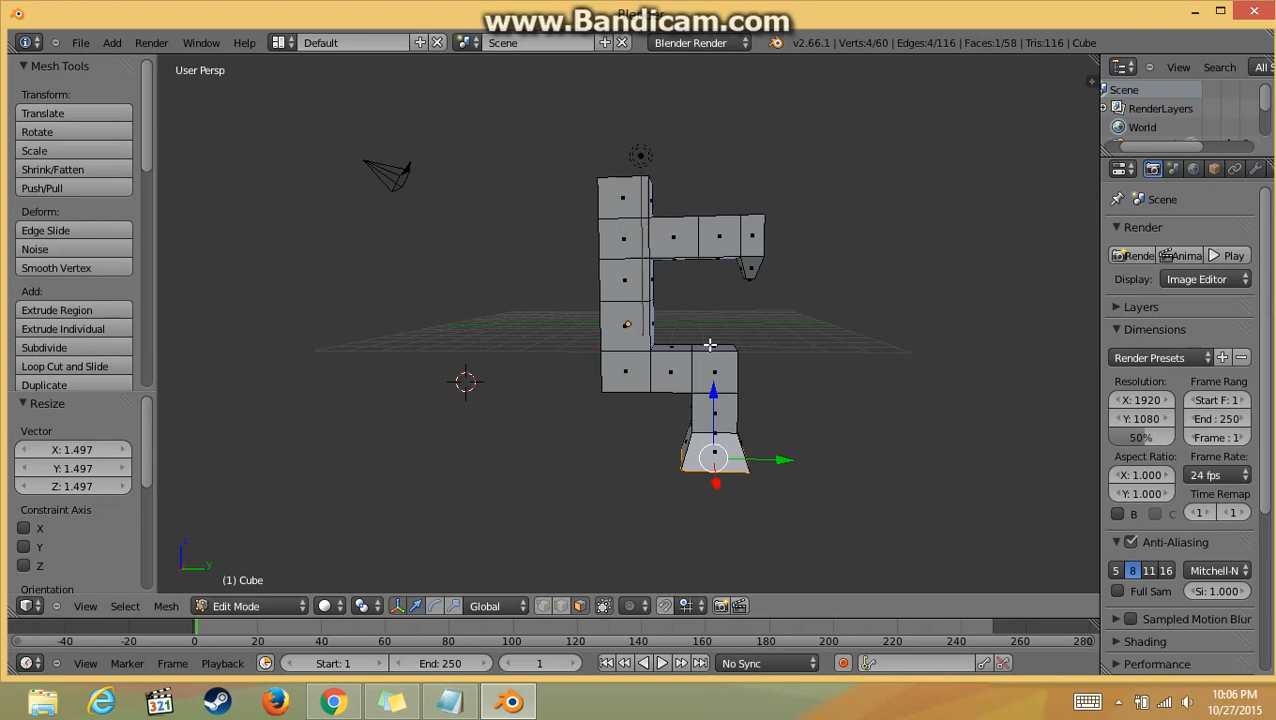 www.Bandicam.com
File Add Render Window Help Default Scene Blender Render v2.66.1 | Verts:4/60 | Edges:4/116 | Faces:1/58 | Tris:116 | Cube
Mesh Tools
Transform:
Translate
Rotate
Scale
Shrink/Fatten
Push/Pull
Deform:
Edge Slide
Noise
Smooth Vertex
Add:
Extrude Region
Extrude Individual
Loop Cut and Slide
Duplicate
Resize
Vector
X: 1.497
Y: 1.497
Z: 1.497
Constraint Axis
X
Y
Z
Orientation
User Persp
z
y
(1) Cube
View Select Mesh Edit Mode Global
View Search All S
Scene
RenderLayers
World
Scene
Render
Rende Anima Play
Display: Image Editor
Layers
Dimensions
Render Presets
Resolution: Frame Ran
X: 1920 Start F: 1
Y: 1080 End: 250
50% Frame: 1
Aspect Ratio: Frame Rate:
X: 1.000 24 fps
Y: 1.000 Time Remap
B C 1 1
Anti-Aliasing
5 8 11 16 Mitchell-N
Full Sam Si: 1.000
Sampled Motion Blur
Shading
Performance
-40 -20 0 20 40 60 80 100 120 140 160 180 200 220 240 260 280
View Marker Frame Playback Start: 1 End: 250 1 No Sync
321
10:06 PM
10/27/2015